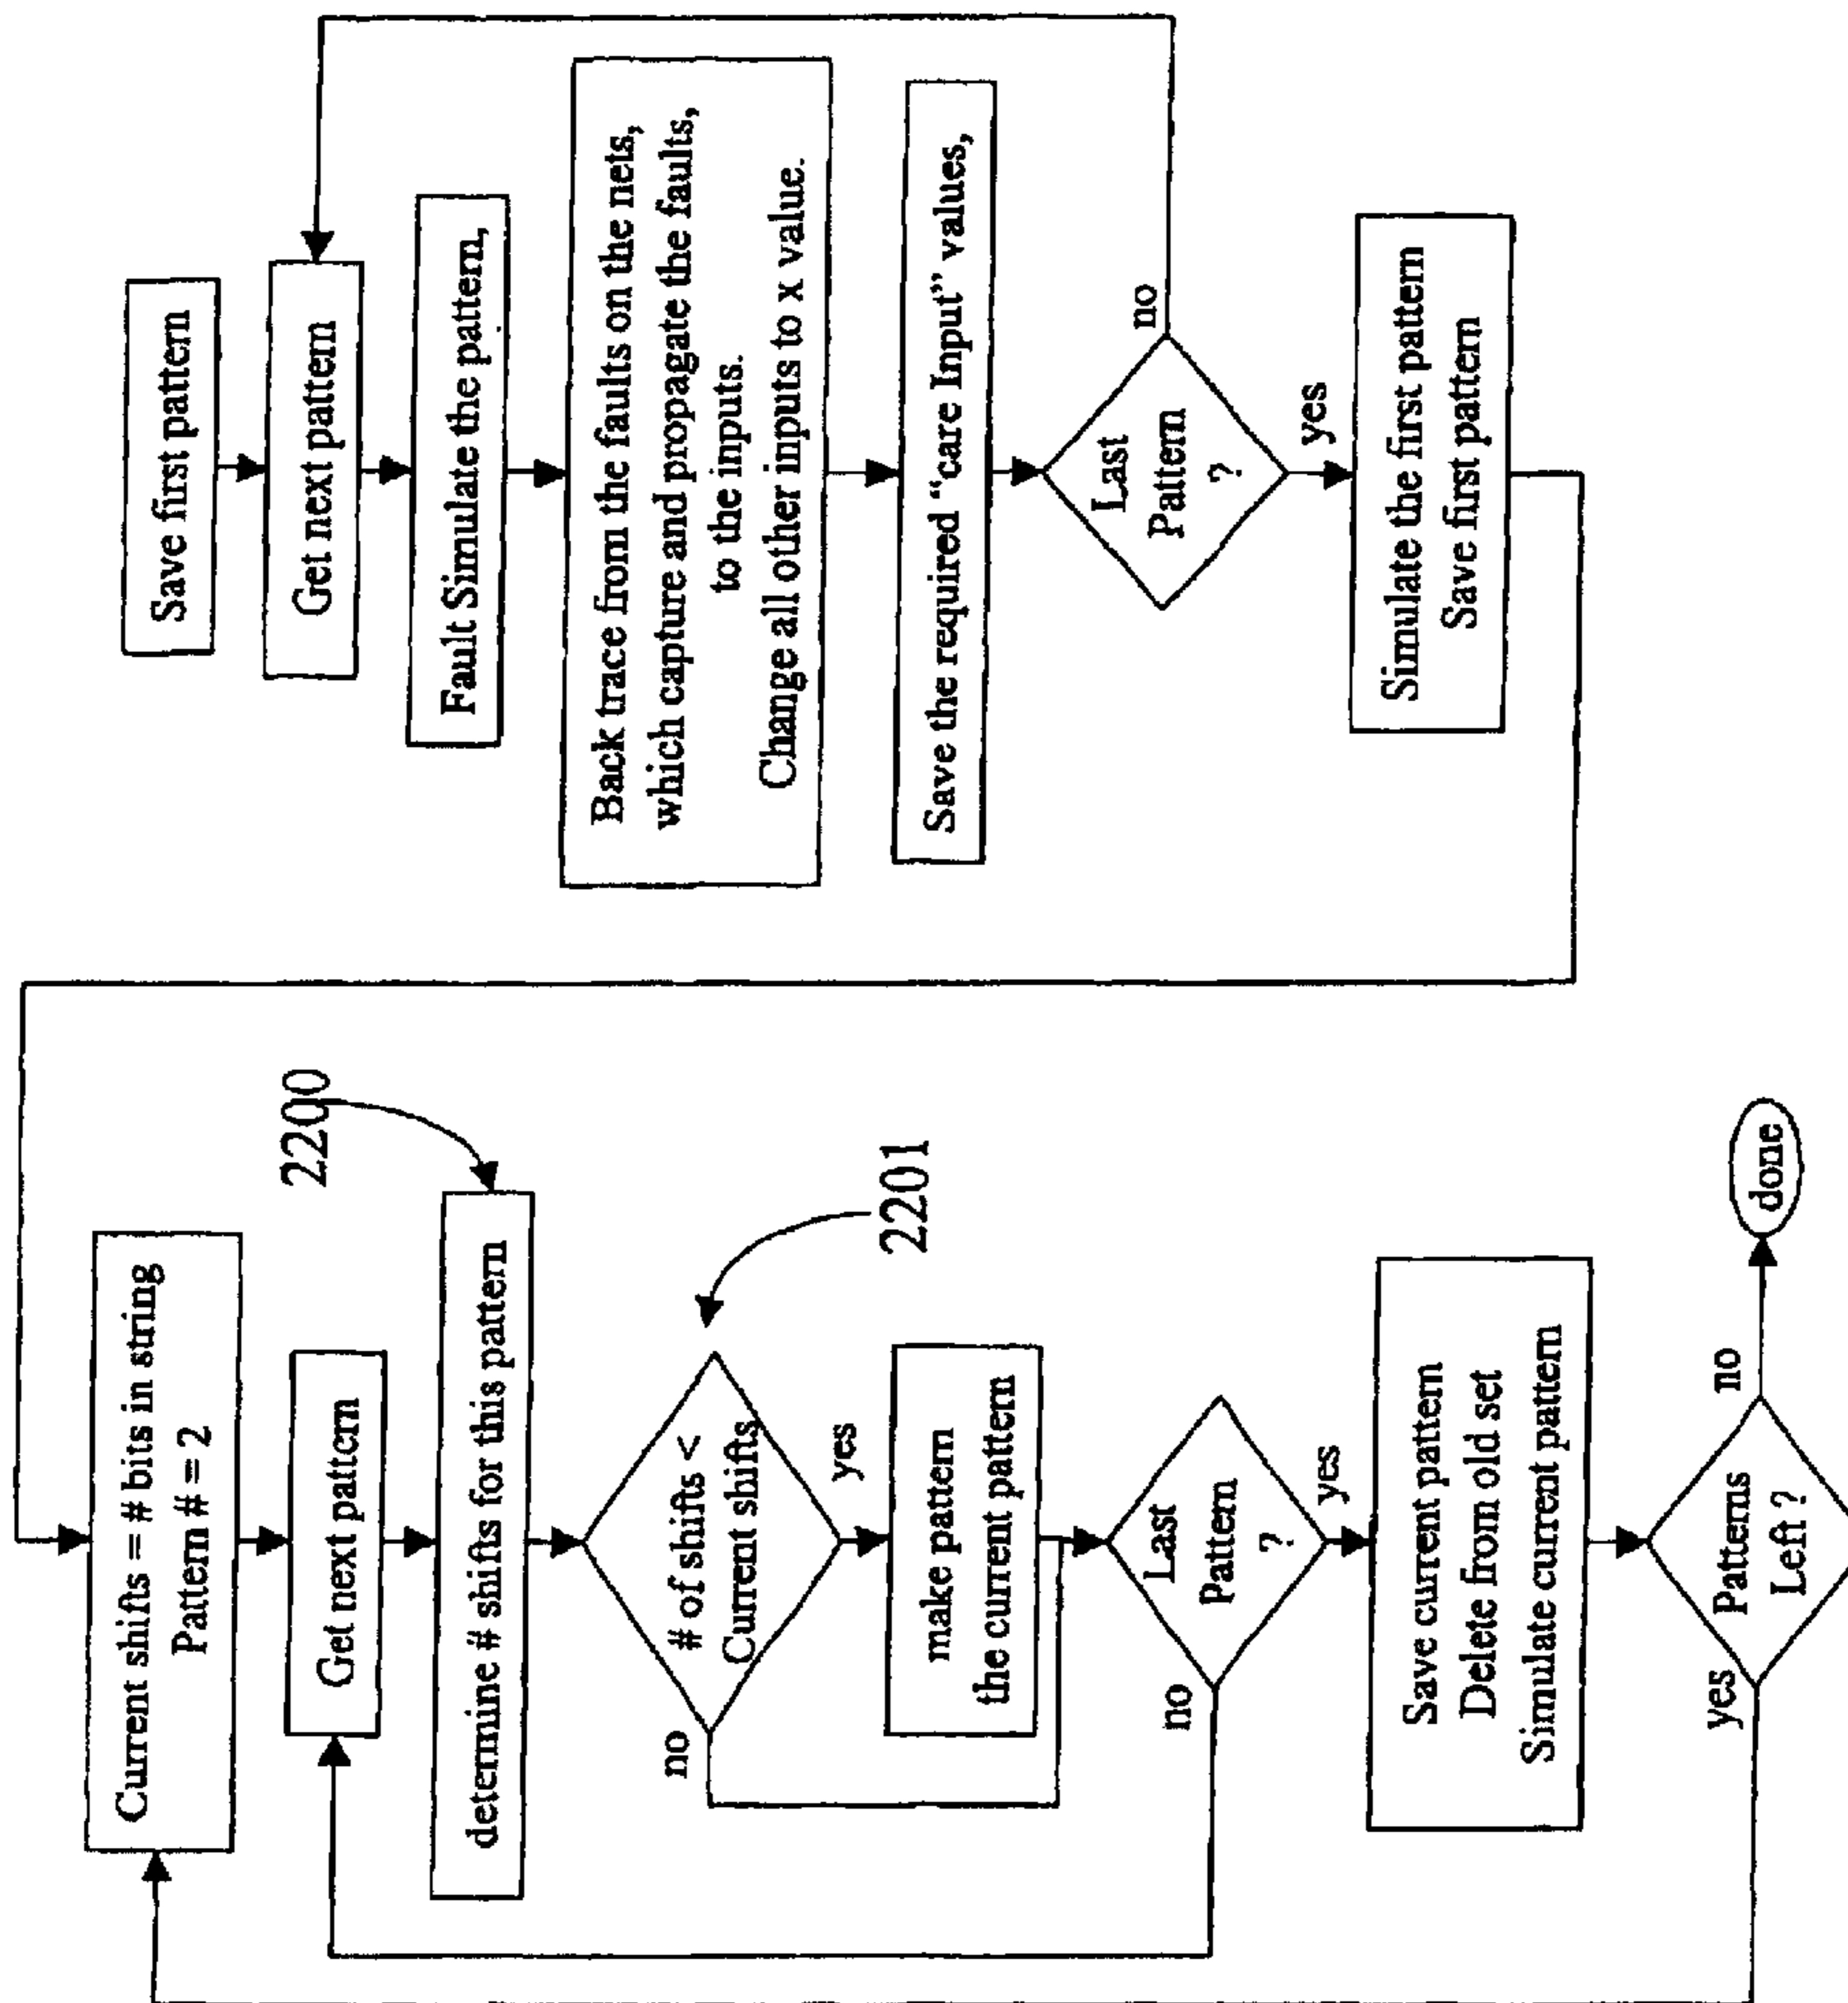 Save first pattern
Get next pattern
Fault Simulate the pattern,
Back trace from the faults on the nets,
which capture and propagate the faults,
to the inputs.
Change all other inputs to x value.
Save the required “care Input” values,
Last
Pattern
?
no
yes
Simulate the first pattern
Save first pattern
Current shifts = # bits in string
Pattern # = 2
Get next pattern
2200
determine # shifts for this pattern
# of shifts <
Current shifts
2201
no
yes
make pattern
the current pattern
Last
Pattern
?
no
yes
Save current pattern
Delete from old set
Simulate current pattern
Patterns
Left ?
yes
no
done